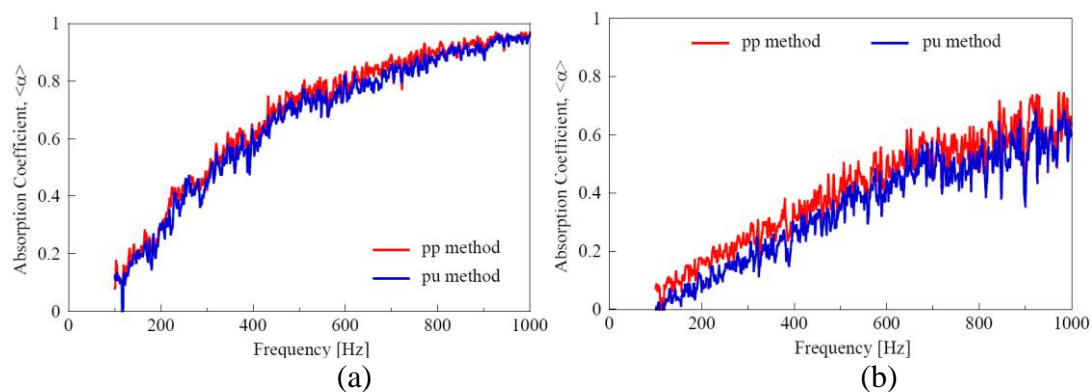 1
0.8
0.6
0.4
0.2
0
Absorption Coefficient, <α>
pp method
pu method
0 200 400 600 800 1000
Frequency [Hz]
(a)
1
0.8
0.6
0.4
0.2
0
Absorption Coefficient, <α>
pp method pu method
0 200 400 600 800 1000
Frequency [Hz]
(b)